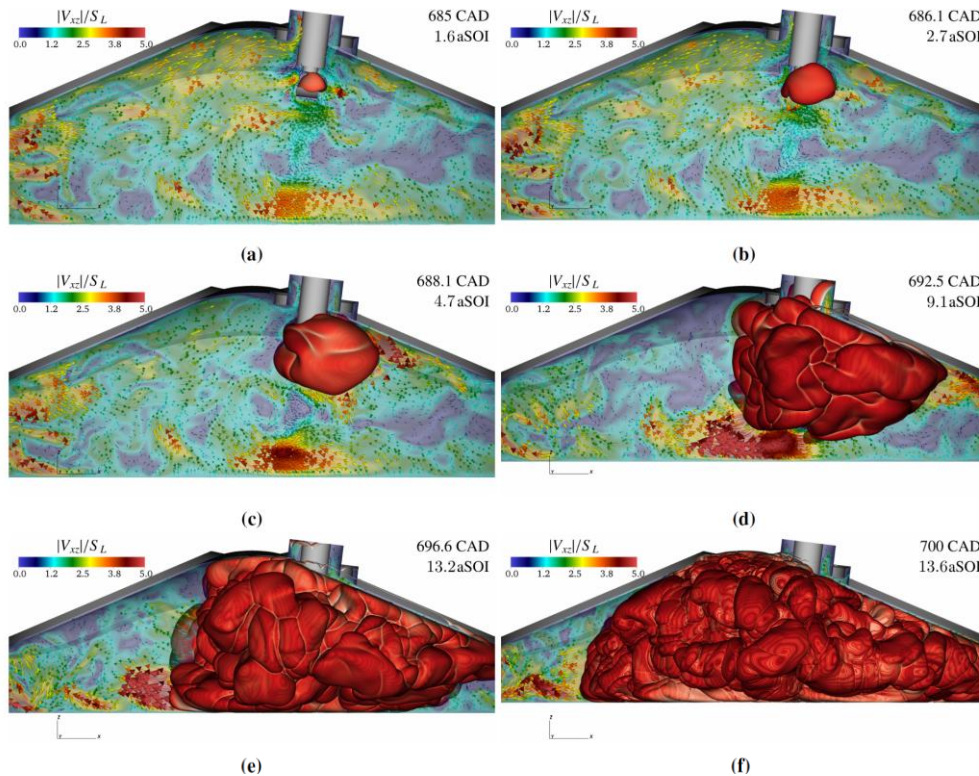 |V_xz|/S_L
0.0 1.2 2.5 3.8 5.0
685 CAD
1.6 aSOI
(a)
|V_xz|/S_L
0.0 1.2 2.5 3.8 5.0
686.1 CAD
2.7 aSOI
(b)
|V_xz|/S_L
0.0 1.2 2.5 3.8 5.0
688.1 CAD
4.7 aSOI
(c)
|V_xz|/S_L
0.0 1.2 2.5 3.8 5.0
692.5 CAD
9.1 aSOI
(d)
|V_xz|/S_L
0.0 1.2 2.5 3.8 5.0
696.6 CAD
13.2 aSOI
(e)
|V_xz|/S_L
0.0 1.2 2.5 3.8 5.0
700 CAD
13.6 aSOI
(f)